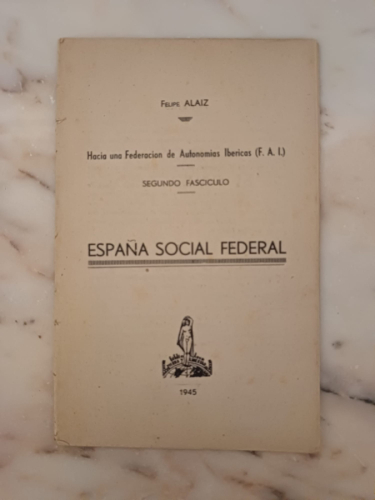 Felipe ALAIZ
Hacia una Federacion de Autonomias Ibericas (F. A. I.)
SEGUNDO FASCICULO
ESPAÑA SOCIAL FEDERAL
1945